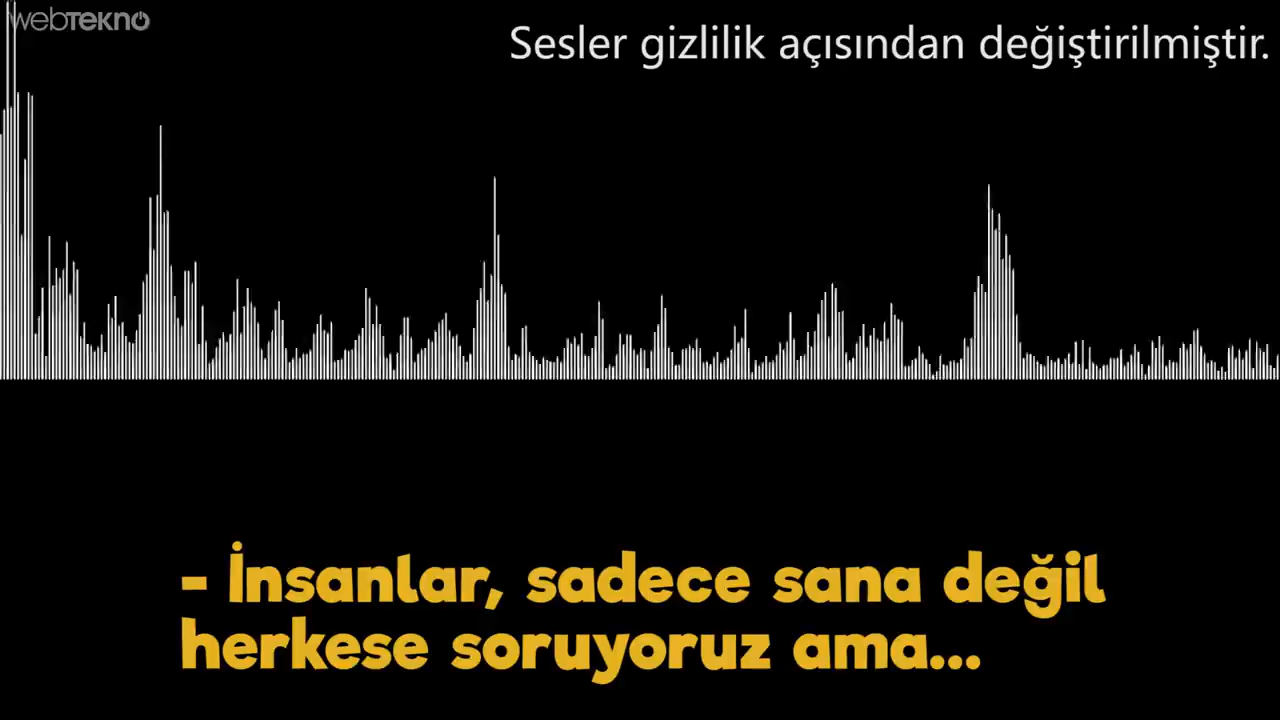 webtekno
Sesler gizlilik açısından değiştirilmiştir.
- İnsanlar, sadece sana değil
herkese soruyoruz ama...